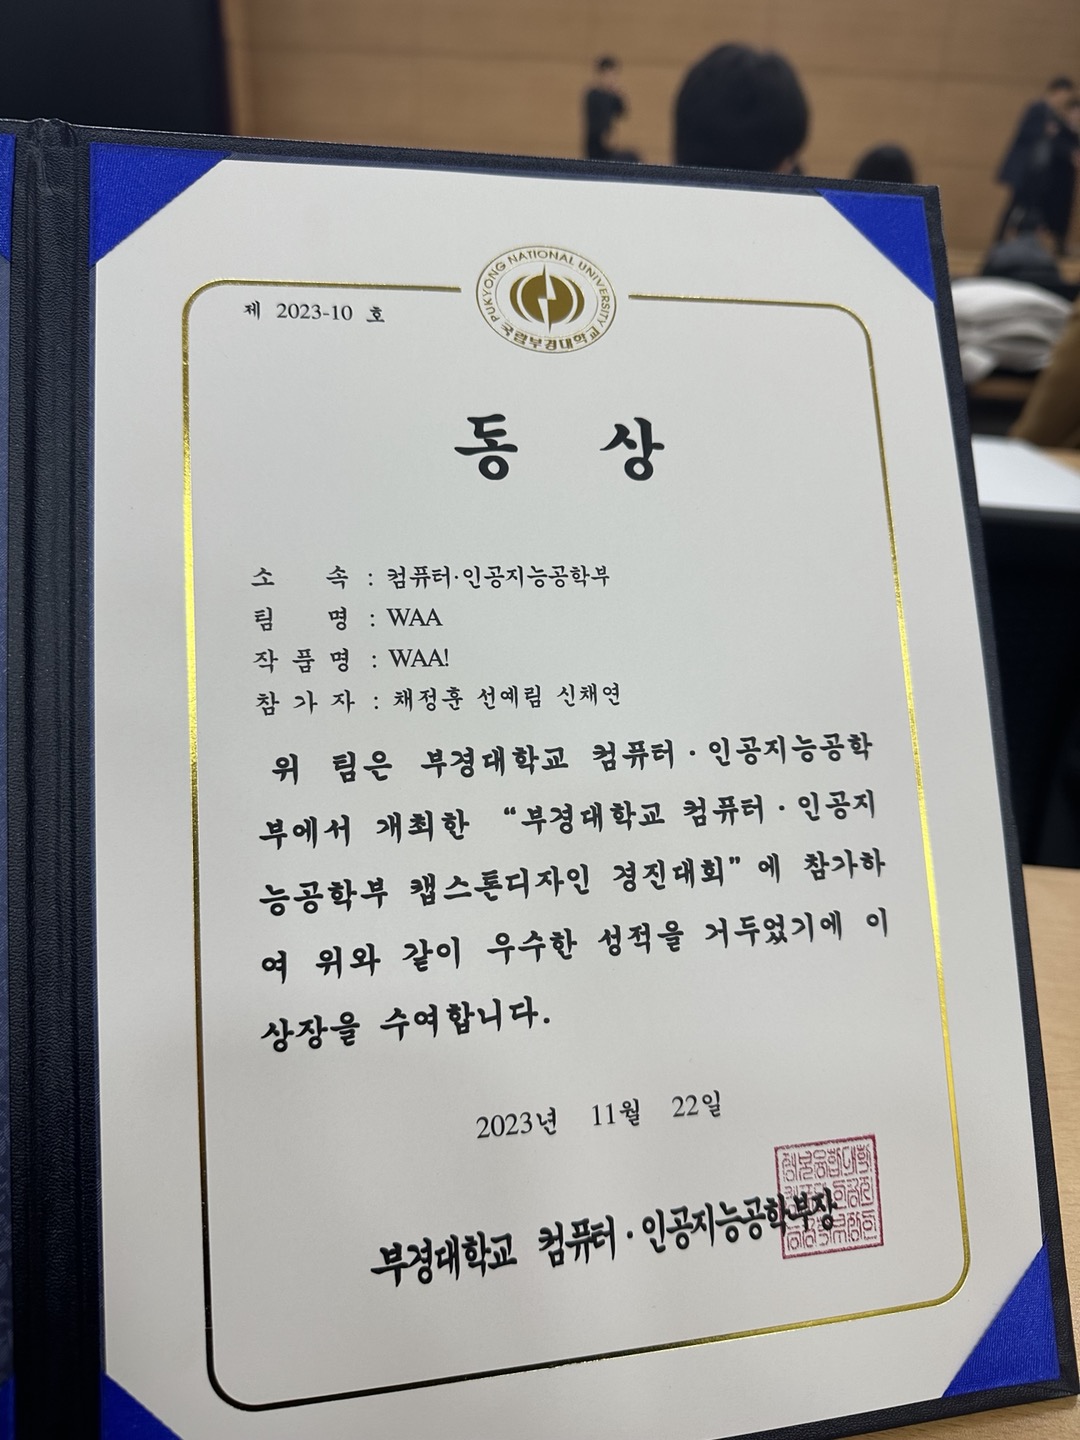 제 2023-10 호
PUKYONG NATIONAL UNIVERSITY
국립부경대학교
동 상
소 속 : 컴퓨터·인공지능공학부
팀 명 : WAA
작 품 명 : WAA!
참 가 자 : 채정훈 선예림 신채연
위 팀은 부경대학교 컴퓨터·인공지능공학
부에서 개최한 “부경대학교 컴퓨터·인공지
능공학부 캡스톤디자인 경진대회”에 참가하
여 위와 같이 우수한 성적을 거두었기에 이
상장을 수여합니다.
2023년 11월 22일
부경대학교 컴퓨터·인공지능공학부장